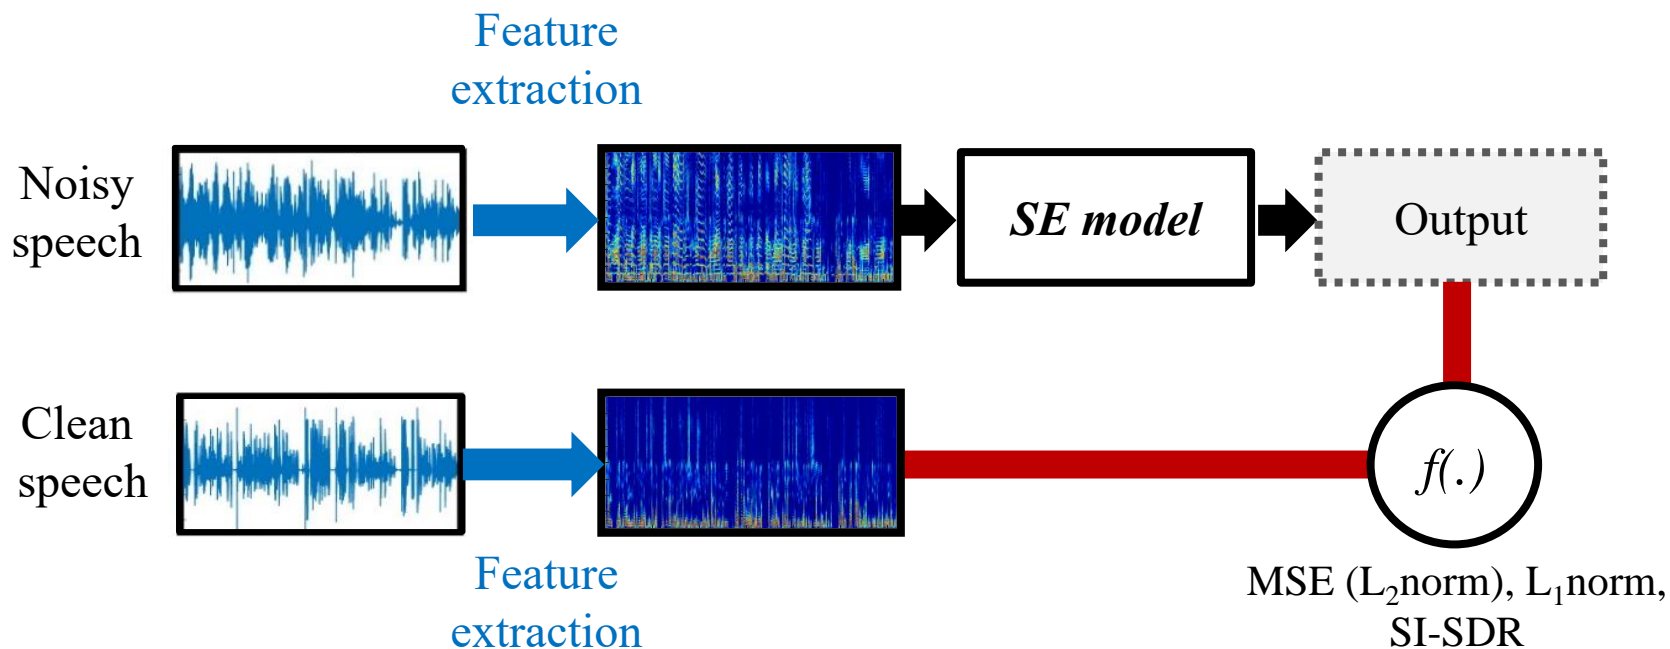 Feature
extraction
Noisy
speech
SE model
Output
Clean
speech
f(.)
Feature
extraction
MSE (L₂norm), L₁norm,
SI-SDR